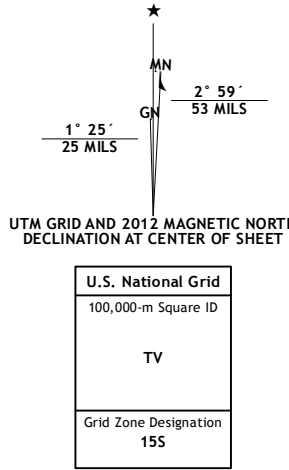 MN
GN
2° 59´
53 MILS
1° 25´
25 MILS
UTM GRID AND 2012 MAGNETIC NORTH
DECLINATION AT CENTER OF SHEET
U.S. National Grid
100,000-m Square ID
TV
Grid Zone Designation
15S